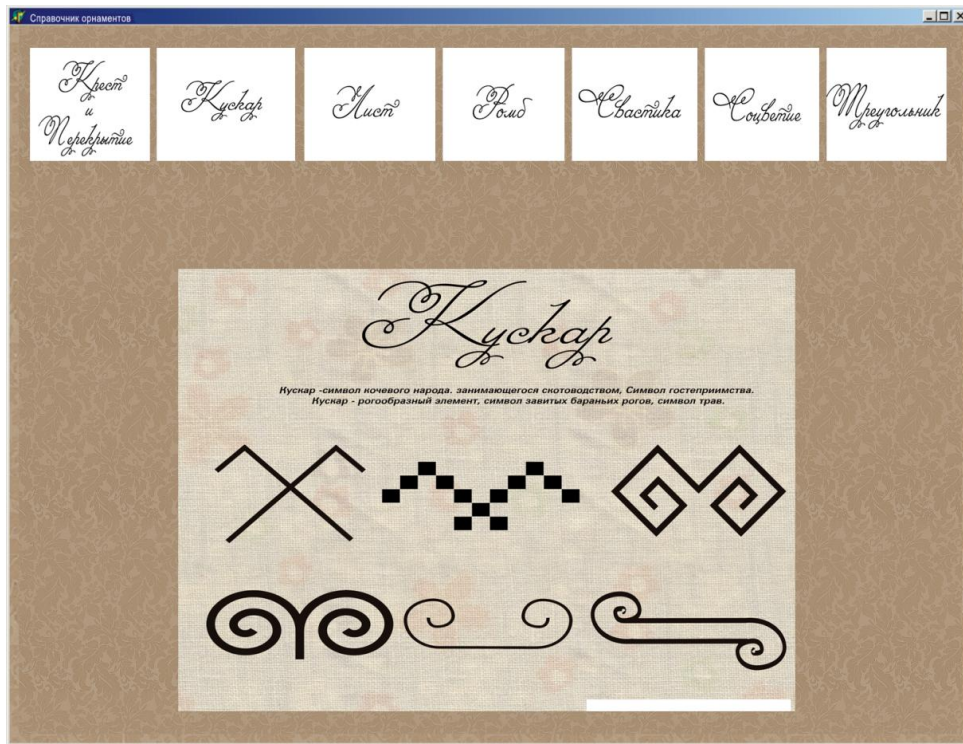 Справочник орнаментов
Крест
и
Перекрытие
Кускар
Лист
Ромб
Свастика
Соцветие
Треугольник
Кускар
Кускар -символ кочевого народа. занимающегося скотоводством, Символ гостеприимства.
Кускар - рогообразный элемент, символ завитых бараньих рогов, символ трав.